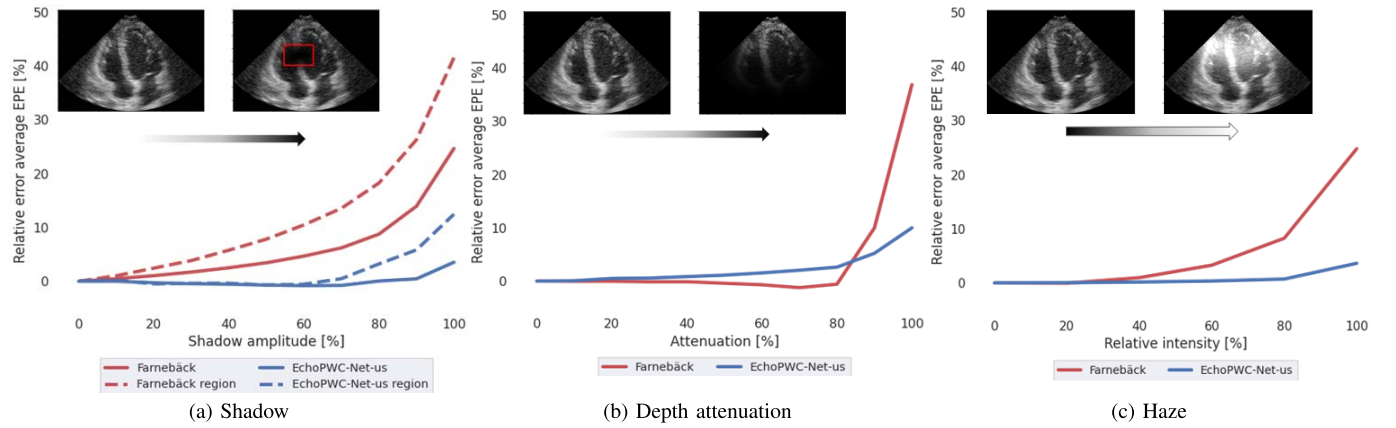 Relative error average EPE [%]
50
40
30
20
10
0
0 20 40 60 80 100
Shadow amplitude [%]
Farnebäck EchoPWC-Net-us
Farnebäck region EchoPWC-Net-us region
(a) Shadow
Relative error average EPE [%]
50
40
30
20
10
0
0 20 40 60 80 100
Attenuation [%]
Farnebäck EchoPWC-Net-us
(b) Depth attenuation
Relative error average EPE [%]
50
40
30
20
10
0
0 20 40 60 80 100
Relative intensity [%]
Farnebäck EchoPWC-Net-us
(c) Haze